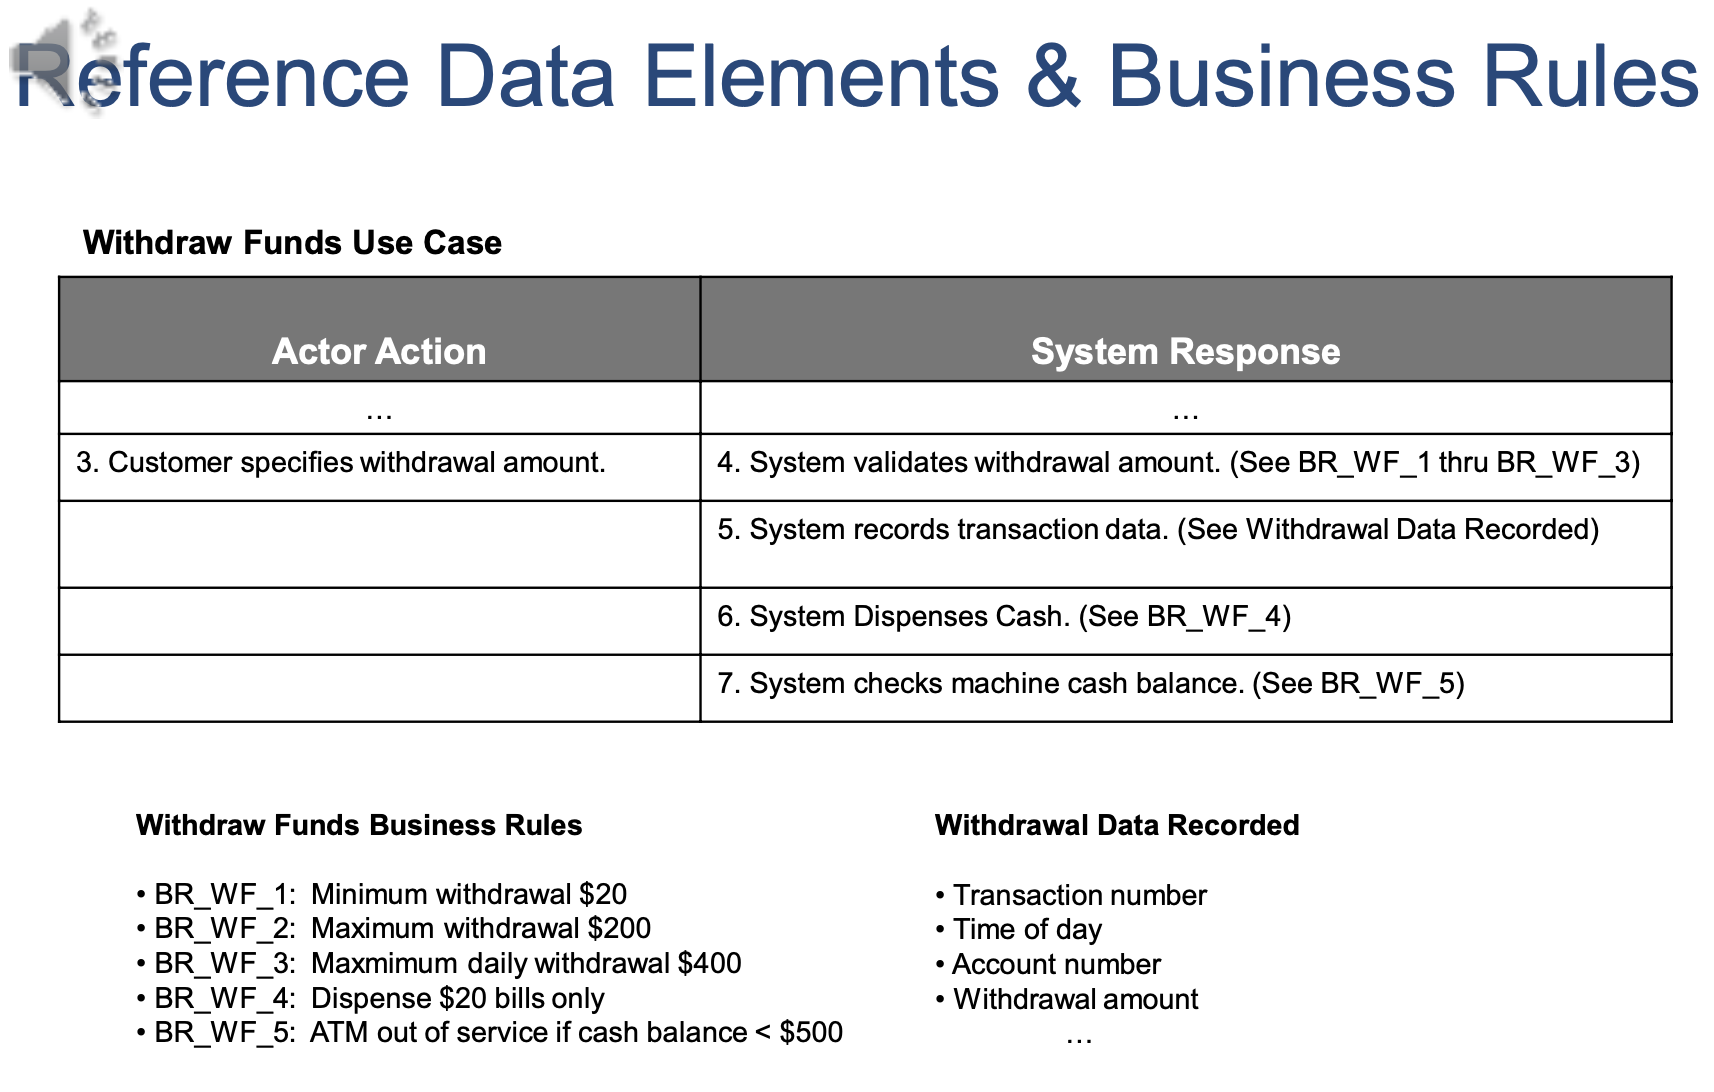 Reference Data Elements & Business Rules
Withdraw Funds Use Case
Actor Action
System Response
…
…
3. Customer specifies withdrawal amount.
4. System validates withdrawal amount. (See BR_WF_1 thru BR_WF_3)
5. System records transaction data. (See Withdrawal Data Recorded)
6. System Dispenses Cash. (See BR_WF_4)
7. System checks machine cash balance. (See BR_WF_5)
Withdraw Funds Business Rules
• BR_WF_1: Minimum withdrawal $20
• BR_WF_2: Maximum withdrawal $200
• BR_WF_3: Maxmimum daily withdrawal $400
• BR_WF_4: Dispense $20 bills only
• BR_WF_5: ATM out of service if cash balance < $500
Withdrawal Data Recorded
• Transaction number
• Time of day
• Account number
• Withdrawal amount
…